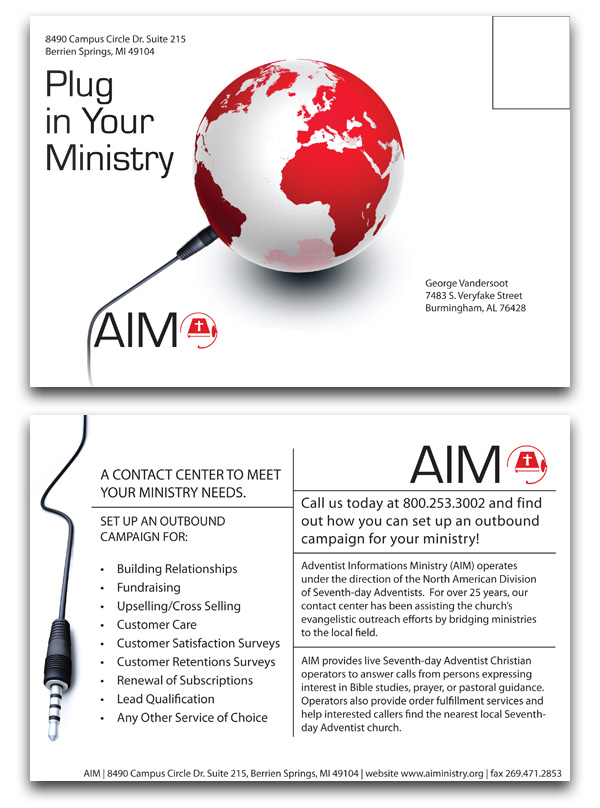 8490 Campus Circle Dr. Suite 215
Berrien Springs, MI 49104
Plug
in Your
Ministry
George Vandersoot
7483 S. Veryfake Street
Burmingham, AL 76428
AIM
A CONTACT CENTER TO MEET
YOUR MINISTRY NEEDS.
SET UP AN OUTBOUND
CAMPAIGN FOR:
• Building Relationships
• Fundraising
• Upselling/Cross Selling
• Customer Care
• Customer Satisfaction Surveys
• Customer Retentions Surveys
• Renewal of Subscriptions
• Lead Qualification
• Any Other Service of Choice
AIM
Call us today at 800.253.3002 and find
out how you can set up an outbound
campaign for your ministry!
Adventist Informations Ministry (AIM) operates
under the direction of the North American Division
of Seventh-day Adventists.  For over 25 years, our
contact center has been assisting the church's
evangelistic outreach efforts by bridging ministries
to the local field.
AIM provides live Seventh-day Adventist Christian
operators to answer calls from persons expressing
interest in Bible studies, prayer, or pastoral guidance.
Operators also provide order fulfillment services and
help interested callers find the nearest local Seventh-
day Adventist church.
AIM | 8490 Campus Circle Dr. Suite 215, Berrien Springs, MI 49104 | website www.aiministry.org | fax 269.471.2853